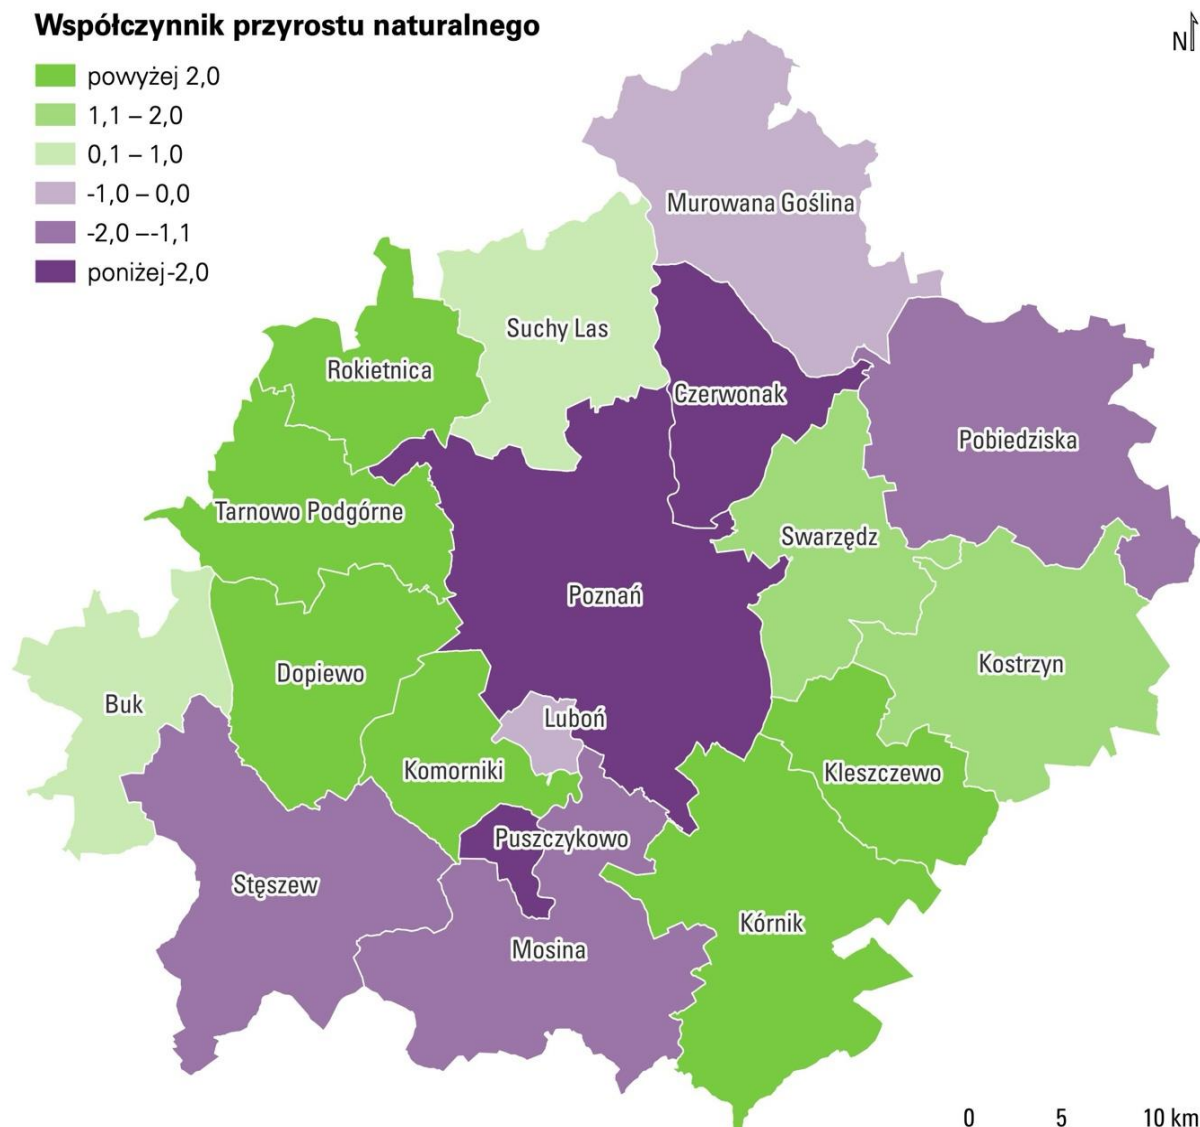 Współczynnik przyrostu naturalnego
N
powyżej 2,0
1,1 – 2,0
0,1 – 1,0
-1,0 – 0,0
-2,0 –-1,1
poniżej-2,0
Murowana Goślina
Suchy Las
Rokietnica
Czerwonak
Pobiedziska
Tarnowo Podgórne
Swarzędz
Poznań
Kostrzyn
Dopiewo
Buk
Luboń
Komorniki
Kleszczewo
Puszczykowo
Stęszew
Kórnik
Mosina
0 5 10 km